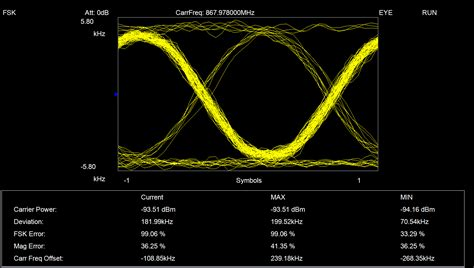 FSK Att: 0dB CarrFreq: 867.978000MHz EYE RUN
5.80
kHz
-5.80
kHz
-1 Symbols 1
Current MAX MIN
Carrier Power: -93.51 dBm -93.51 dBm -94.16 dBm
Deviation: 181.99kHz 199.52kHz 70.54kHz
FSK Error: 99.06 % 99.06 % 33.29 %
Mag Error: 36.25 % 41.35 % 36.25 %
Carr Freq Offset: -108.85kHz 239.18kHz -268.35kHz